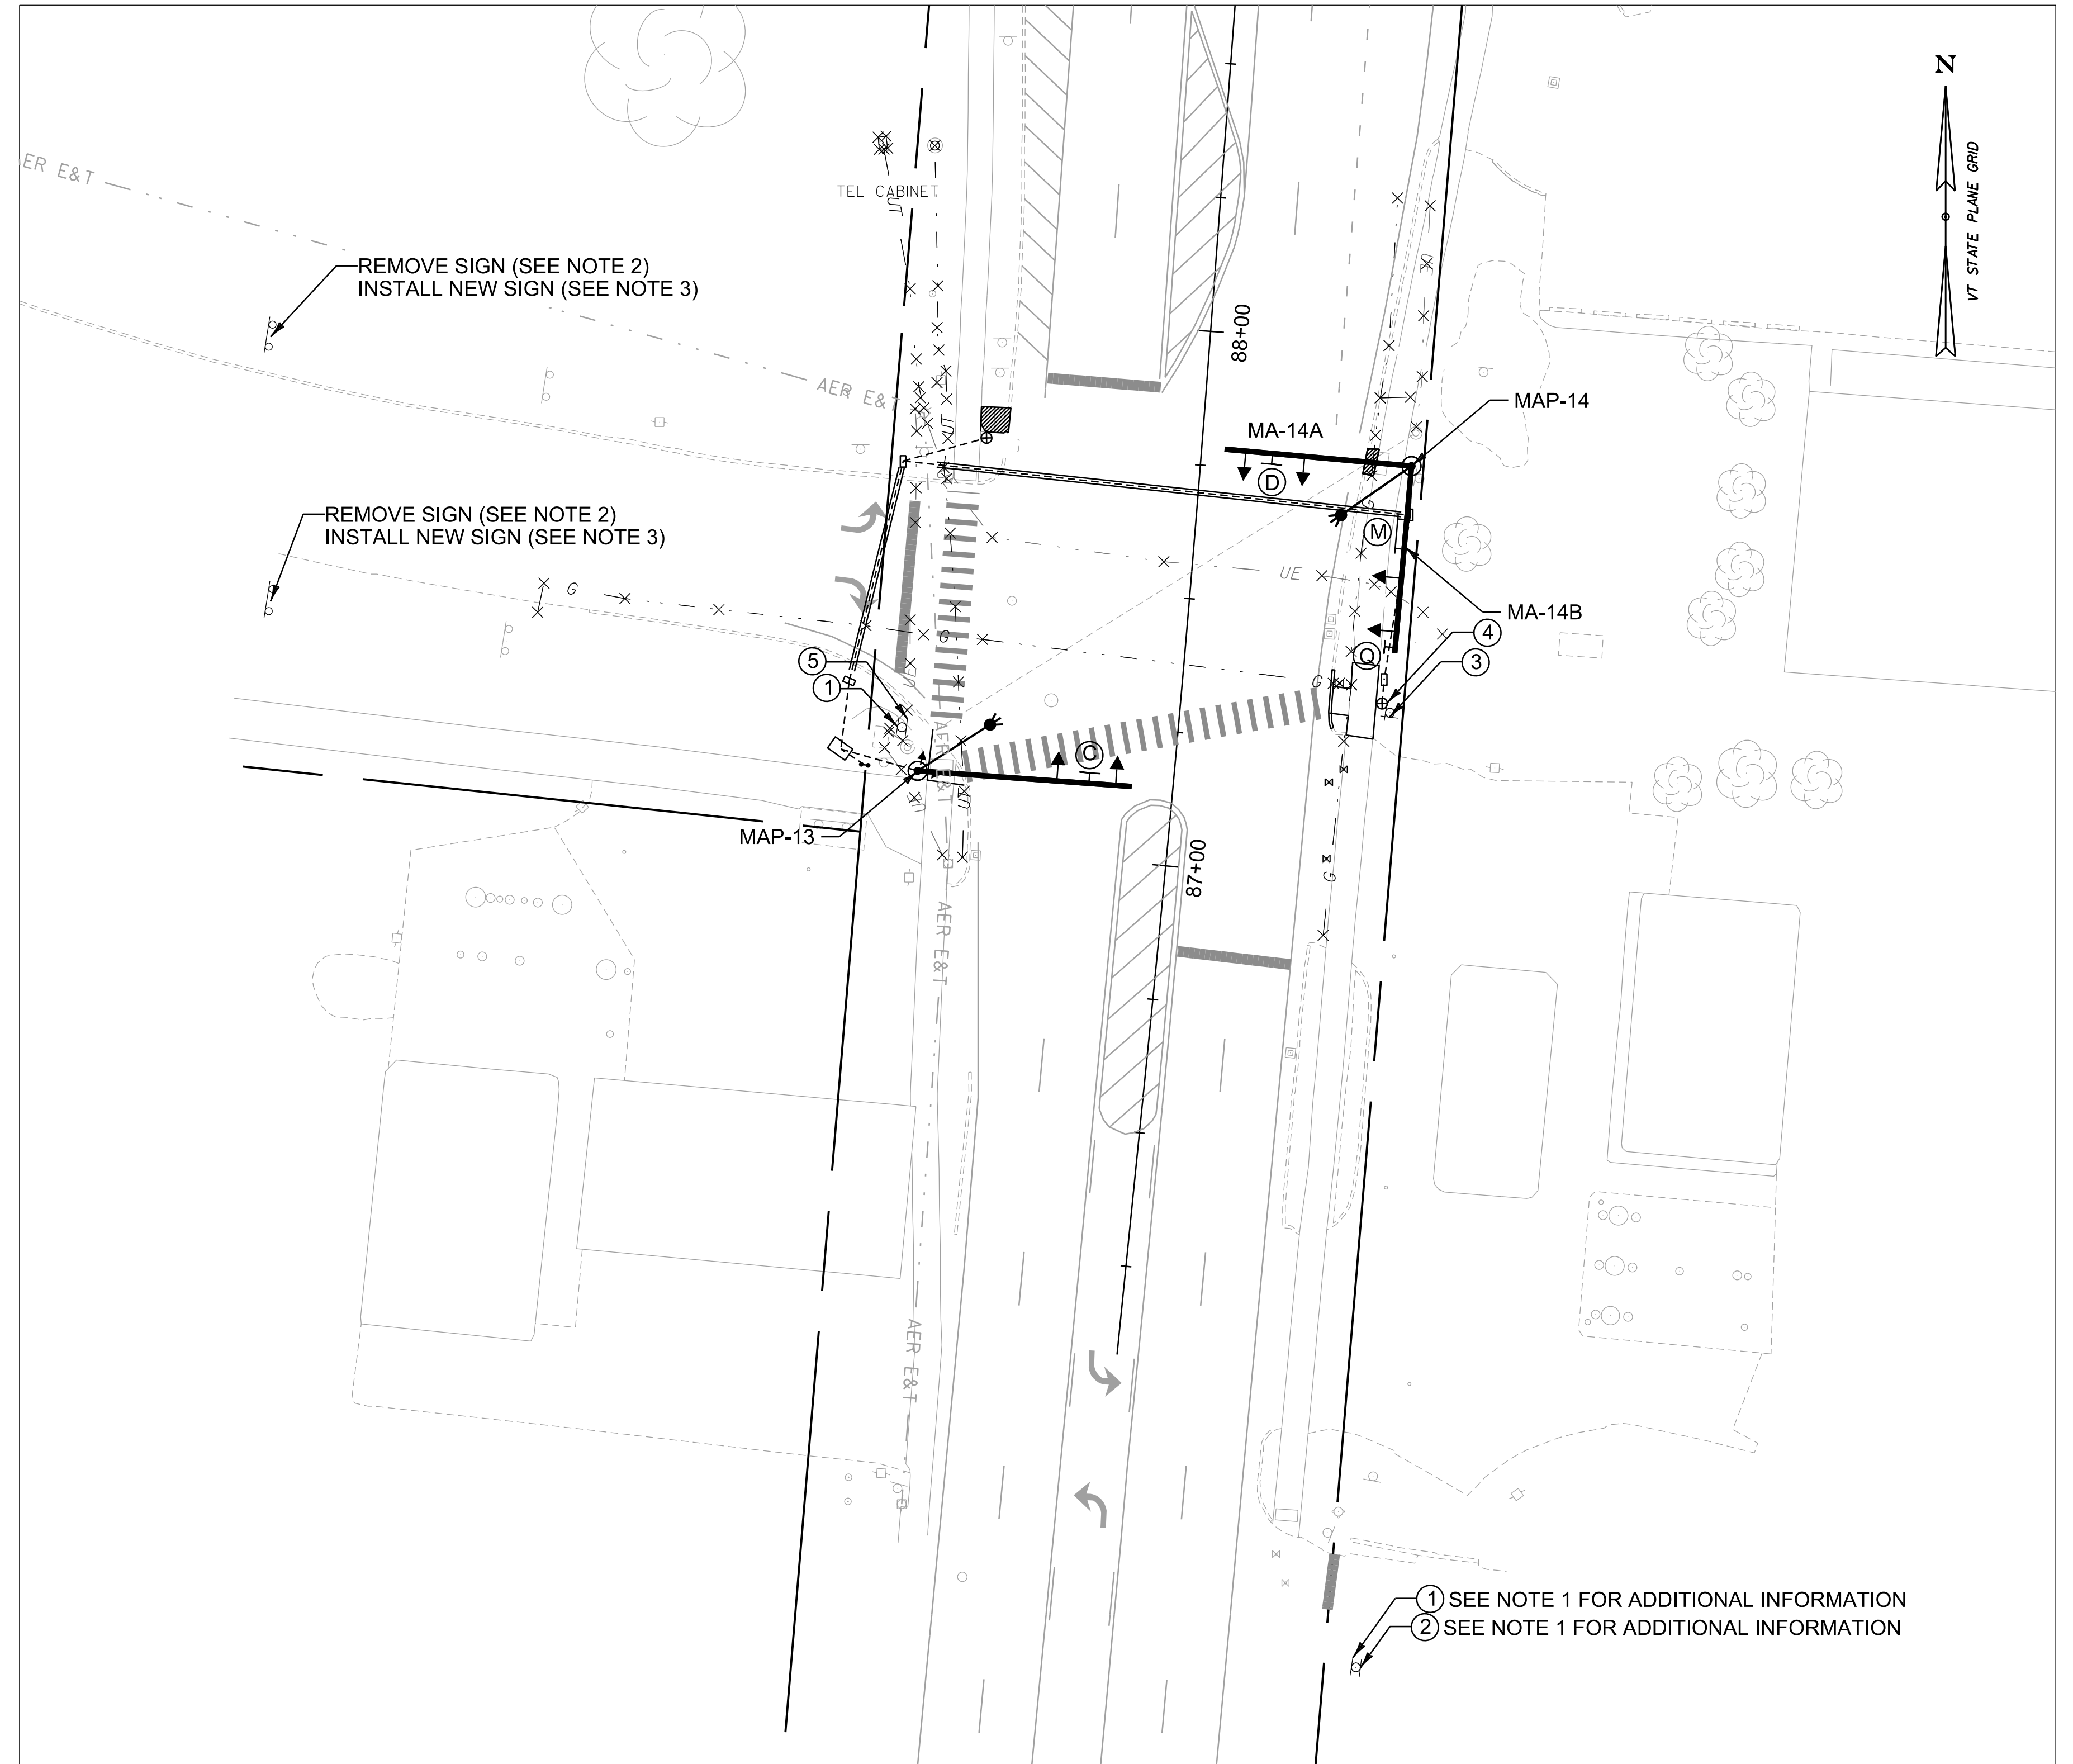 N
VT STATE PLANE GRID
AER E&T
TEL CABINET
UT
REMOVE SIGN (SEE NOTE 2)
INSTALL NEW SIGN (SEE NOTE 3)
88+00
AER E&T
MAP-14
MA-14A
UT
D
G
M
REMOVE SIGN (SEE NOTE 2)
INSTALL NEW SIGN (SEE NOTE 3)
UE
G
MA-14B
4
G
Q
3
5
1
G
AER E&T
C
MAP-13
87+00
G
AER E&T
AER E&T
1 SEE NOTE 1 FOR ADDITIONAL INFORMATION
2 SEE NOTE 1 FOR ADDITIONAL INFORMATION